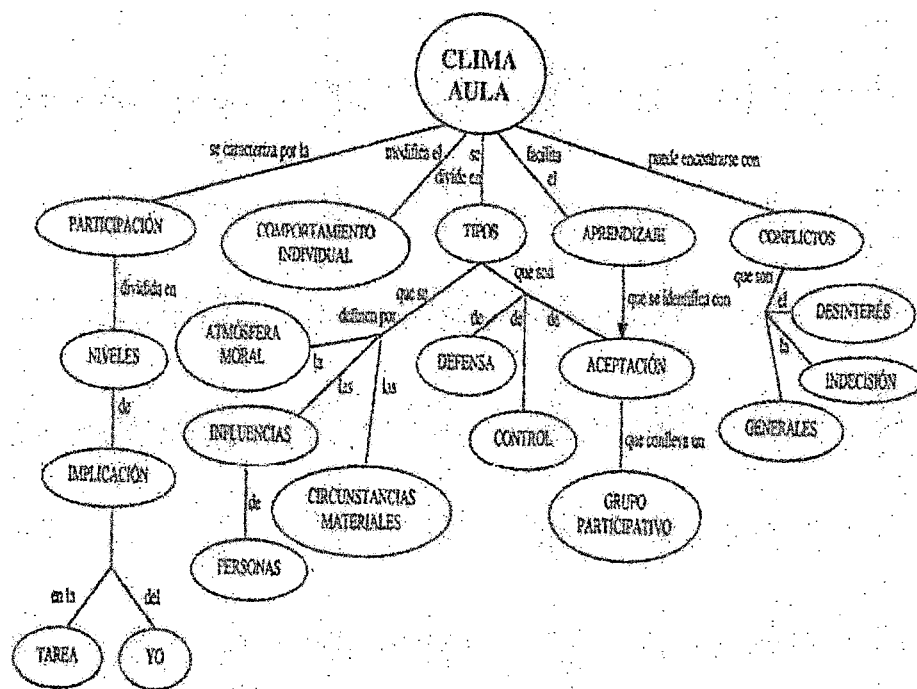 CLIMA
AULA
se caracteriza por la
modifica el
se
divide en
facilita
el
puede encontrarse con
PARTICIPACIÓN
COMPORTAMIENTO
INDIVIDUAL
TIPOS
APRENDIZAJE
CONFLICTOS
dividida en
que se
definen por
que son
que se identifica con
que son
el
DESINTERÉS
la
INDECISIÓN
GENERALES
NIVELES
ATMÓSFERA
MORAL
la
las
las
de
de
de
DEFENSA
ACEPTACIÓN
de
INFLUENCIAS
CONTROL
que conlleva un
IMPLICACIÓN
de
CIRCUNSTANCIAS
MATERIALES
GRUPO
PARTICIPATIVO
PERSONAS
en la
del
TAREA
YO